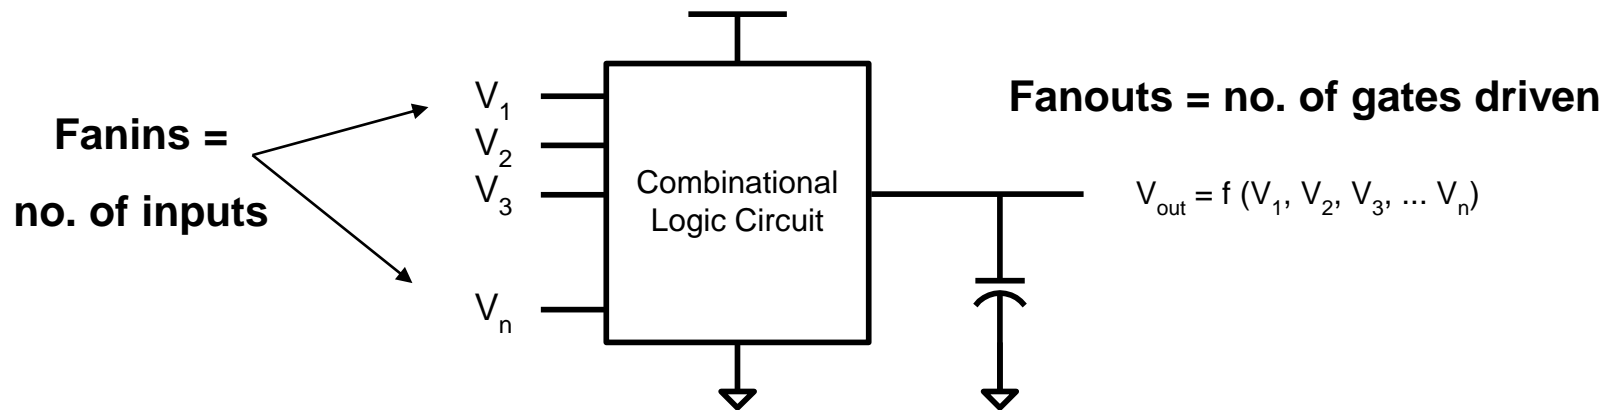 Fanins =
no. of inputs
V1
V2
V3
Vn
Combinational
Logic Circuit
Fanouts = no. of gates driven
Vout = f (V1, V2, V3, ... Vn)